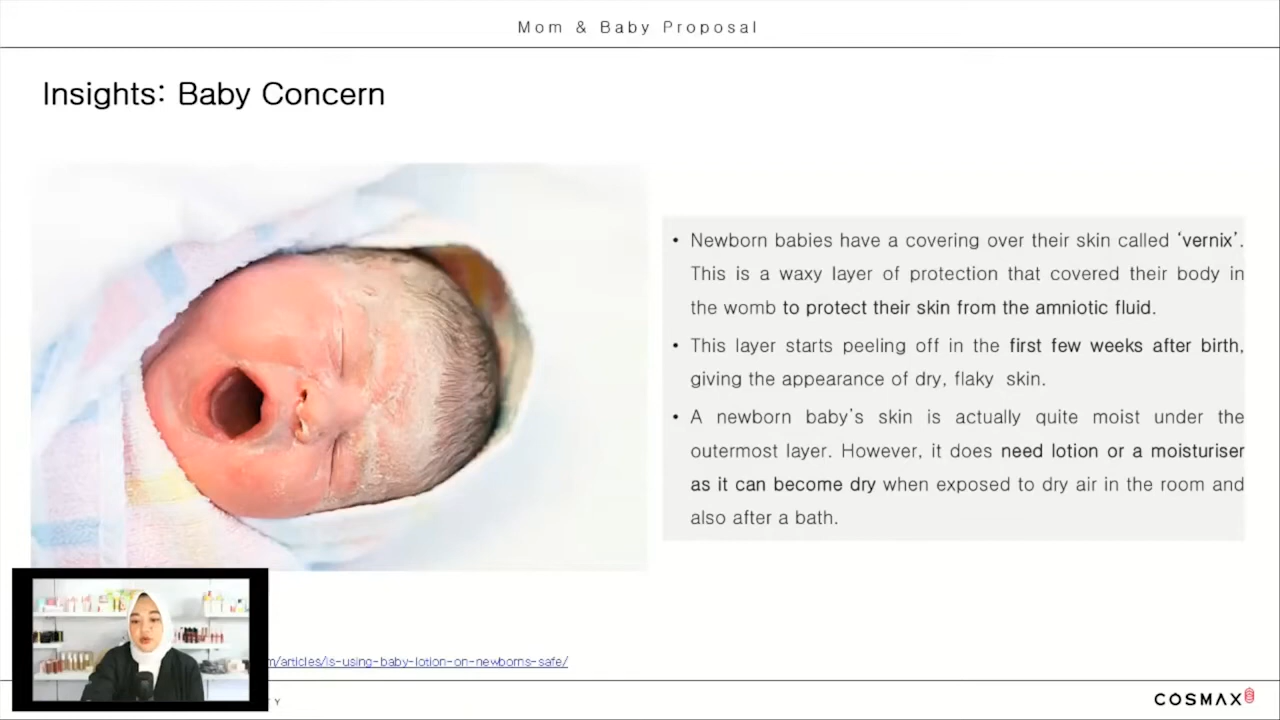 Mom & Baby Proposal
Insights: Baby Concern
• Newborn babies have a covering over their skin called ‘vernix’.
This is a waxy layer of protection that covered their body in
the womb to protect their skin from the amniotic fluid.
• This layer starts peeling off in the first few weeks after birth,
giving the appearance of dry, flaky skin.
• A newborn baby's skin is actually quite moist under the
outermost layer. However, it does need lotion or a moisturiser
as it can become dry when exposed to dry air in the room and
also after a bath.
m/articles/is-using-baby-lotion-on-newborns-safe/
Y
COSMAX